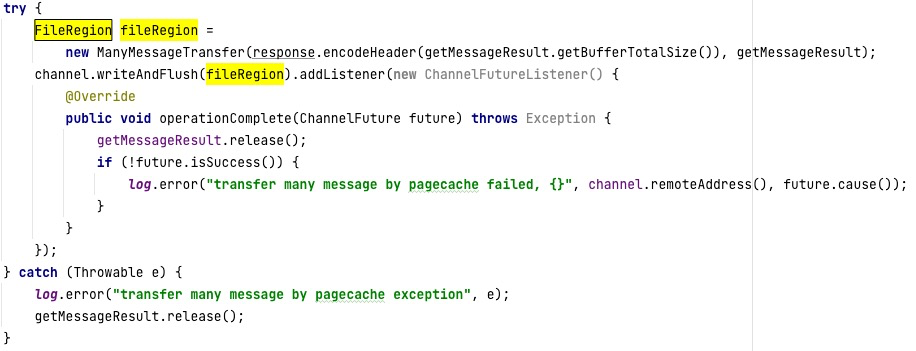 try {
    FileRegion fileRegion =
        new ManyMessageTransfer(response.encodeHeader(getMessageResult.getBufferTotalSize()), getMessageResult);
    channel.writeAndFlush(fileRegion).addListener(new ChannelFutureListener() {
        @Override
        public void operationComplete(ChannelFuture future) throws Exception {
            getMessageResult.release();
            if (!future.isSuccess()) {
                log.error("transfer many message by pagecache failed, {}", channel.remoteAddress(), future.cause());
            }
        }
    });
} catch (Throwable e) {
    log.error("transfer many message by pagecache exception", e);
    getMessageResult.release();
}